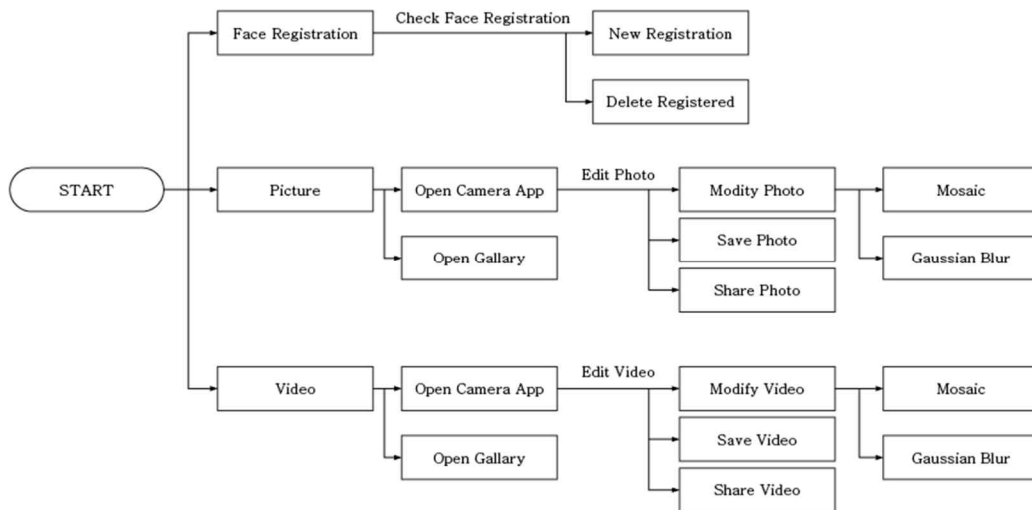 Check Face Registration
Face Registration
New Registration
Delete Registered
START
Picture
Open Camera App
Edit Photo
Modity Photo
Mosaic
Open Gallary
Save Photo
Gaussian Blur
Share Photo
Video
Open Camera App
Edit Video
Modify Video
Mosaic
Open Gallary
Save Video
Gaussian Blur
Share Video